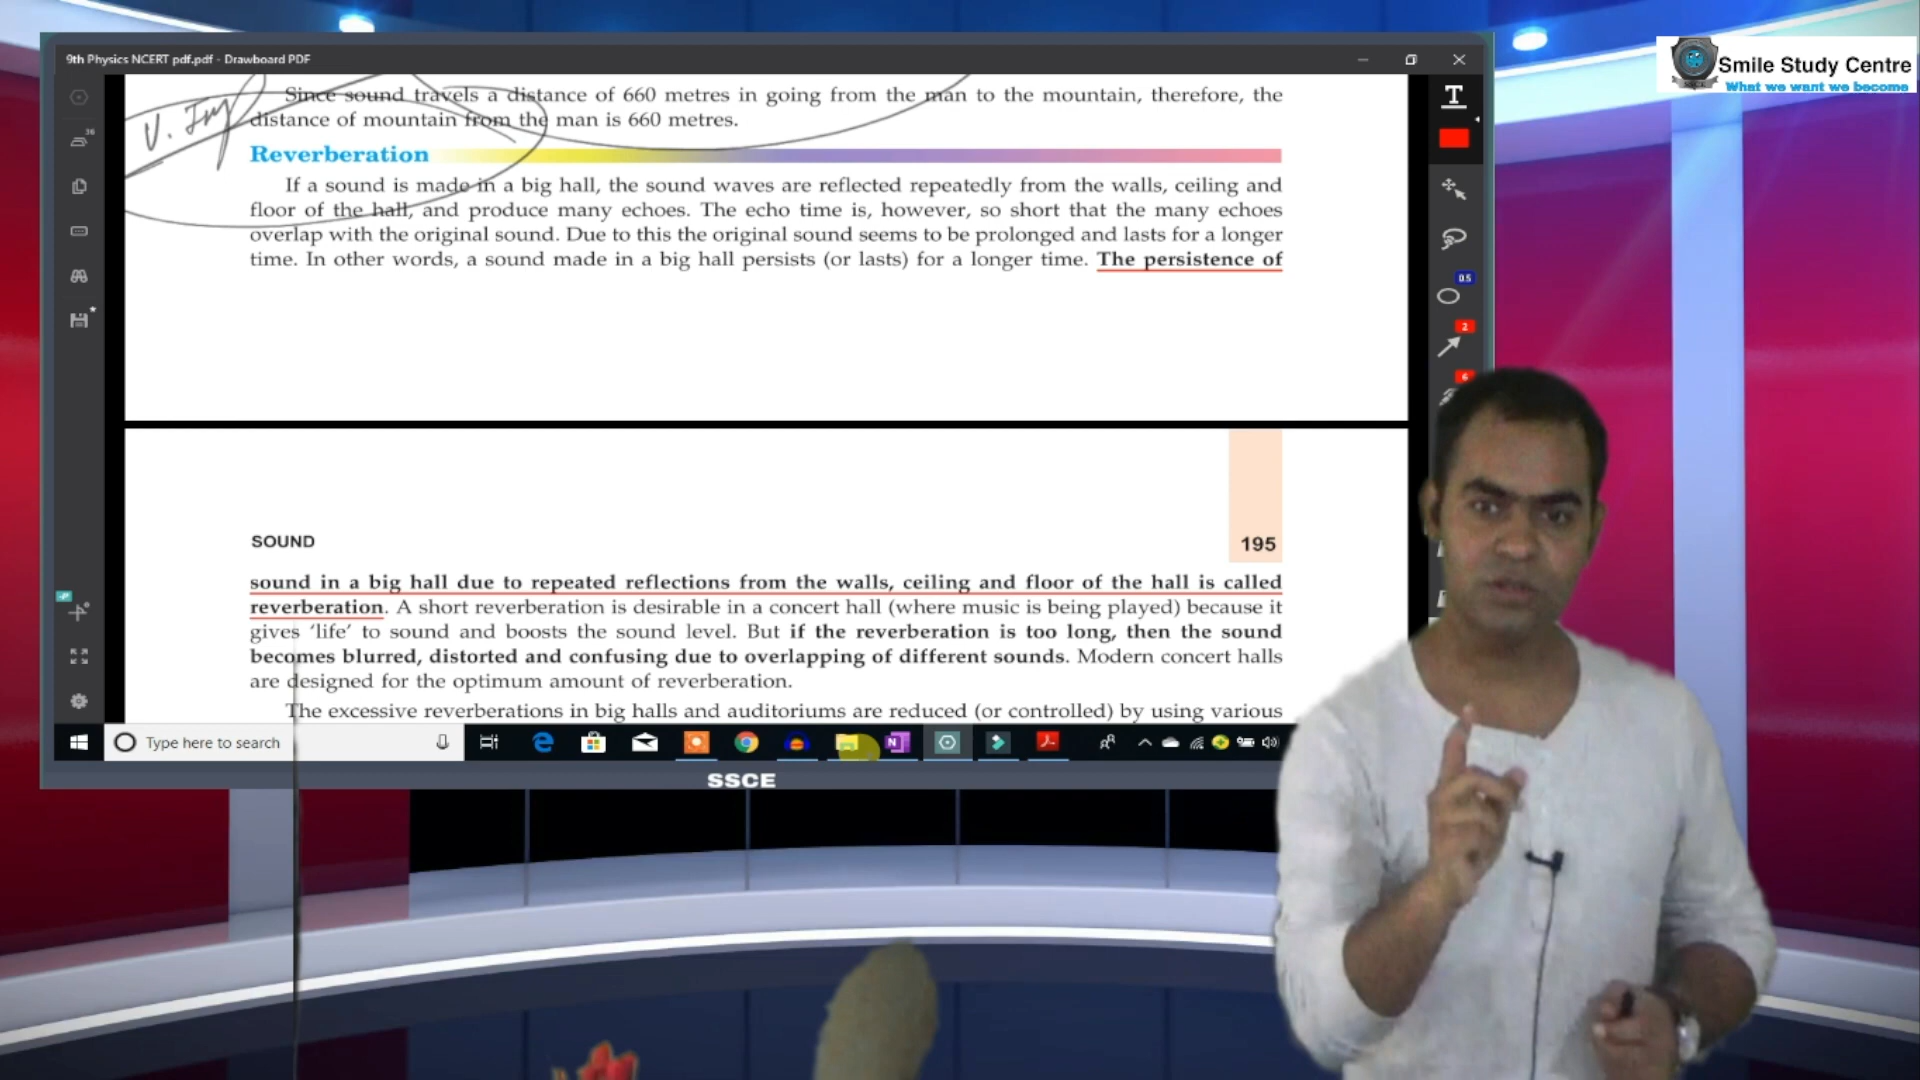 9th Physics NCERT pdf.pdf - Drawboard PDF
Smile Study Centre
What we want we become
V. Imp
Since sound travels a distance of 660 metres in going from the man to the mountain, therefore, the
distance of mountain from the man is 660 metres.
Reverberation
If a sound is made in a big hall, the sound waves are reflected repeatedly from the walls, ceiling and
floor of the hall, and produce many echoes. The echo time is, however, so short that the many echoes
overlap with the original sound. Due to this the original sound seems to be prolonged and lasts for a longer
time. In other words, a sound made in a big hall persists (or lasts) for a longer time. The persistence of
T
36
0.5
2
6
SOUND
195
sound in a big hall due to repeated reflections from the walls, ceiling and floor of the hall is called
reverberation. A short reverberation is desirable in a concert hall (where music is being played) because it
gives ‘life’ to sound and boosts the sound level. But if the reverberation is too long, then the sound
becomes blurred, distorted and confusing due to overlapping of different sounds. Modern concert halls
are designed for the optimum amount of reverberation.
The excessive reverberations in big halls and auditoriums are reduced (or controlled) by using various
Type here to search
SSCE